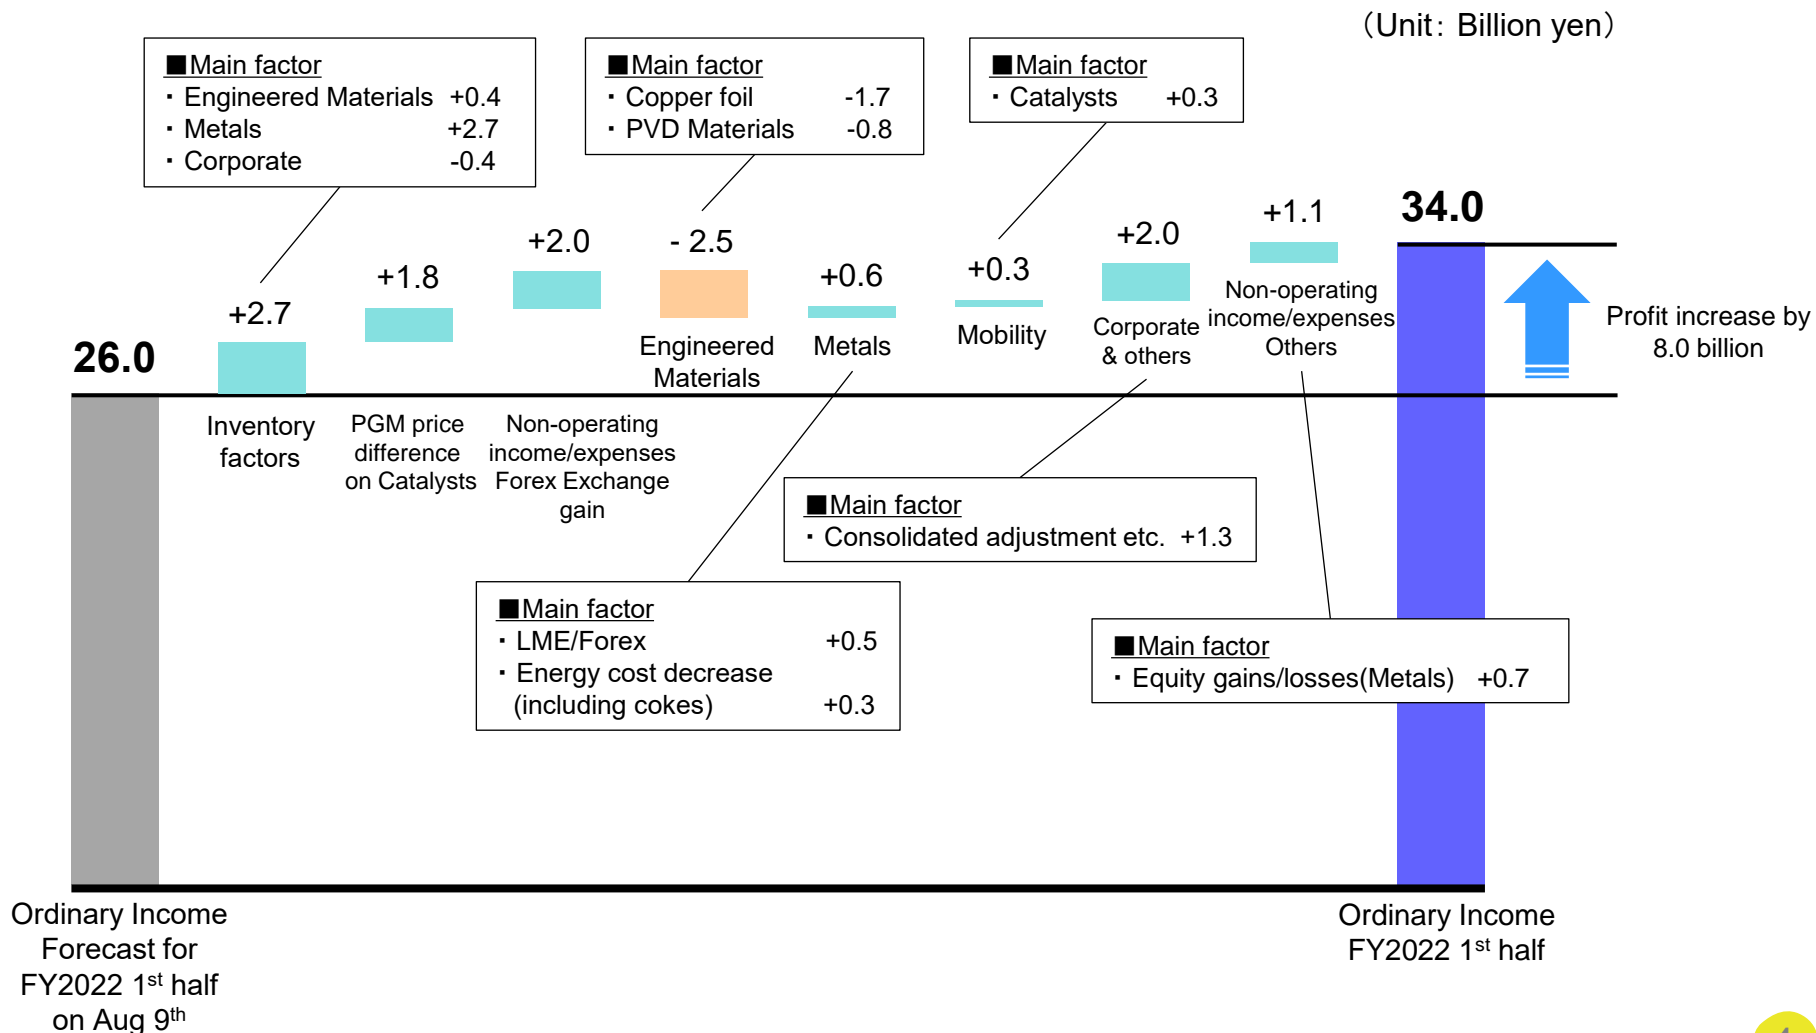 （Unit：Billion yen）
■Main factor
・Engineered Materials +0.4
・Metals +2.7
・Corporate -0.4
■Main factor
・Copper foil -1.7
・PVD Materials -0.8
■Main factor
・Catalysts +0.3
26.0
+2.7
Inventory
factors
+1.8
PGM price
difference
on Catalysts
+2.0
Non-operating
income/expenses
Forex Exchange
gain
- 2.5
Engineered
Materials
+0.6
Metals
+0.3
Mobility
+2.0
Corporate
& others
+1.1
Non-operating
income/expenses
Others
34.0
Profit increase by
8.0 billion
■Main factor
・Consolidated adjustment etc. +1.3
■Main factor
・LME/Forex +0.5
・Energy cost decrease
(including cokes) +0.3
■Main factor
・Equity gains/losses(Metals) +0.7
Ordinary Income
Forecast for
FY2022 1st half
on Aug 9th
Ordinary Income
FY2022 1st half